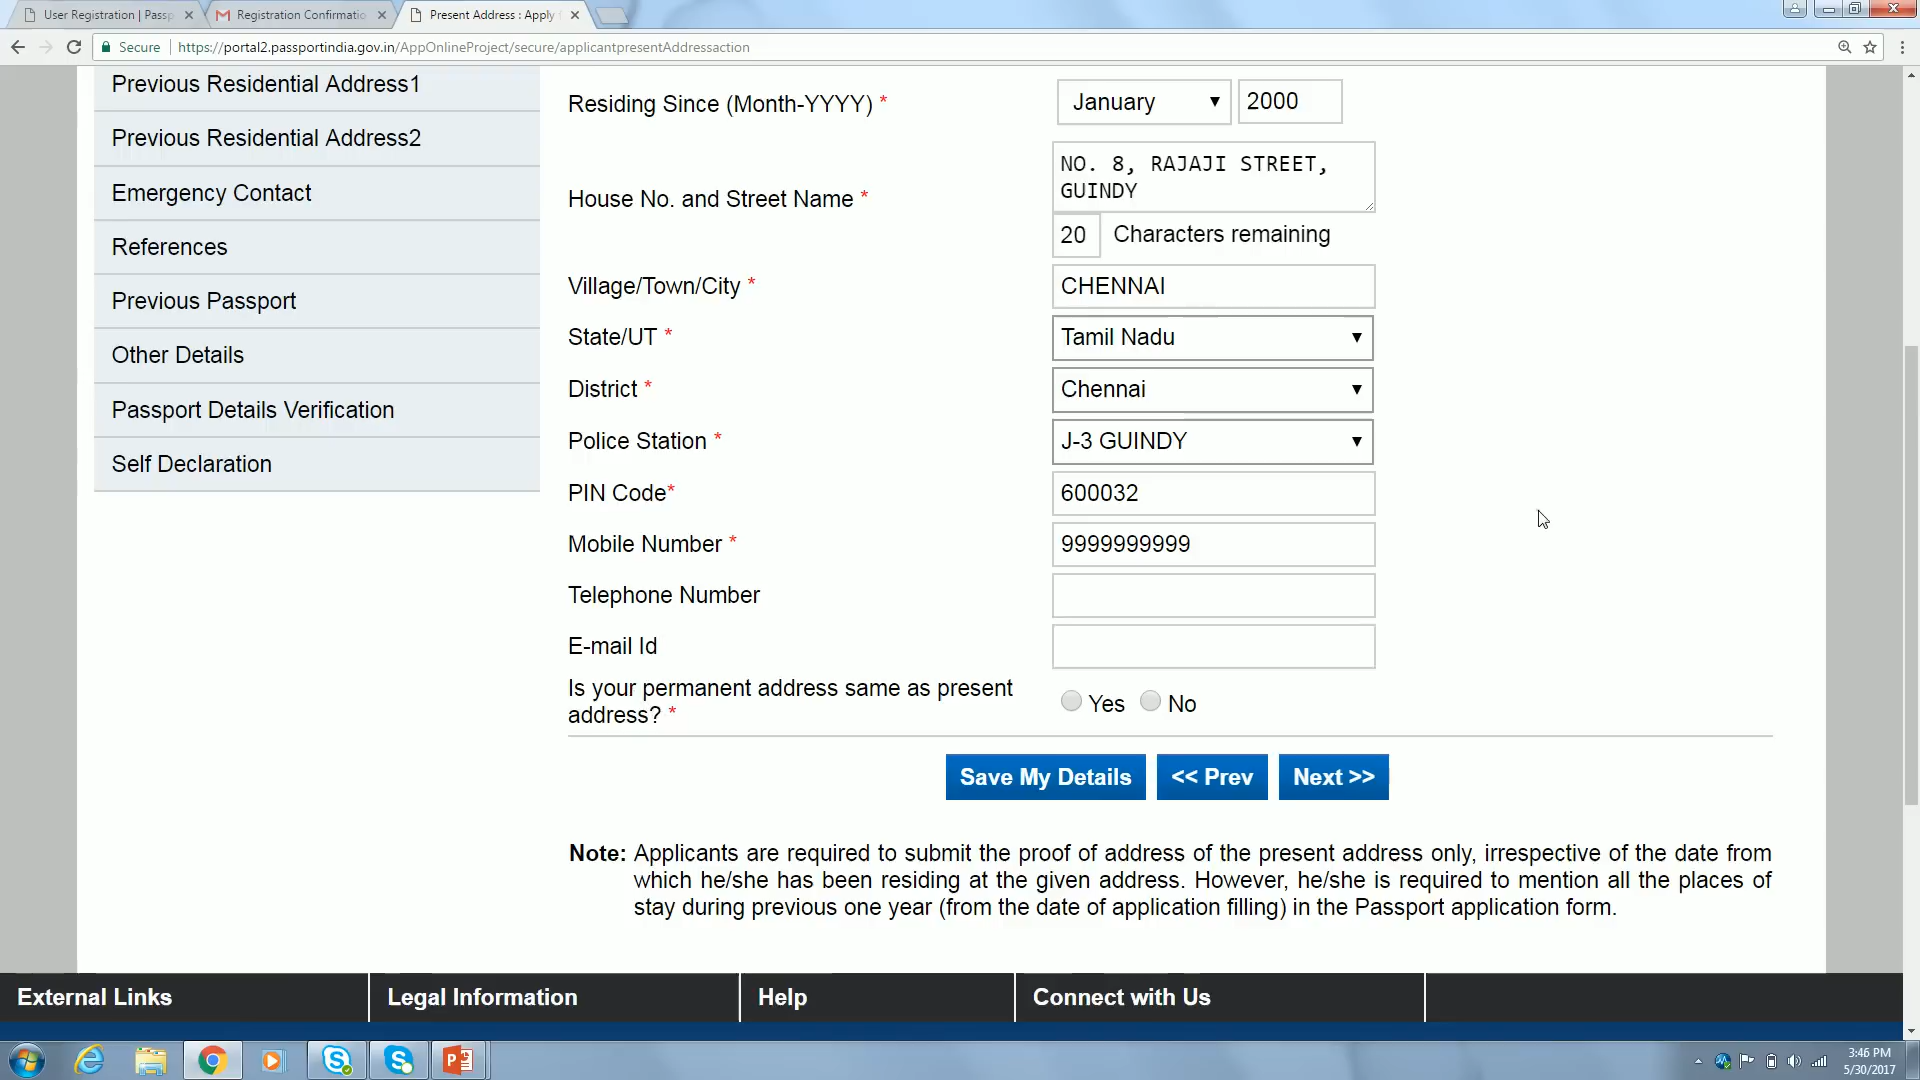 User Registration | Passp
Registration Confirmatio
Present Address : Apply
Secure
https://portal2.passportindia.gov.in/AppOnlineProject/secure/applicantpresentAddressaction
Previous Residential Address1
Previous Residential Address2
Emergency Contact
References
Previous Passport
Other Details
Passport Details Verification
Self Declaration
Residing Since (Month-YYYY) * January 2000
House No. and Street Name * NO. 8, RAJAJI STREET,
GUINDY
20 Characters remaining
Village/Town/City * CHENNAI
State/UT * Tamil Nadu
District * Chennai
Police Station * J-3 GUINDY
PIN Code* 600032
Mobile Number * 9999999999
Telephone Number
E-mail Id
Is your permanent address same as present
address? * Yes No
Save My Details << Prev Next >>
Note: Applicants are required to submit the proof of address of the present address only, irrespective of the date from
which he/she has been residing at the given address. However, he/she is required to mention all the places of
stay during previous one year (from the date of application filling) in the Passport application form.
External Links Legal Information Help Connect with Us
3:46 PM
5/30/2017